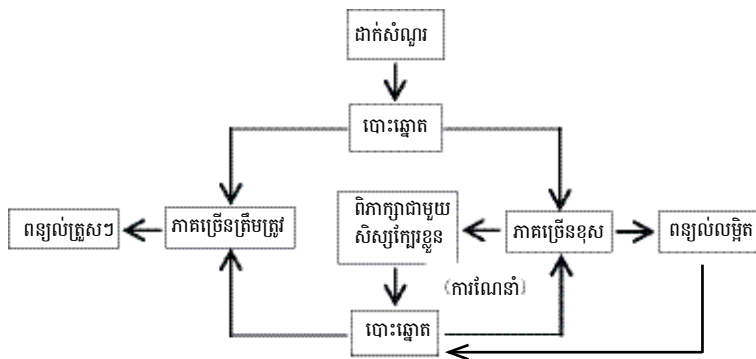 ដាក់សំណួរ
បោះឆ្នោត
ពន្យល់ត្រួសៗ
ភាគច្រើនត្រឹមត្រូវ
ពិភាក្សាជាមួយ
សិស្សក្បែរខ្លួន
ភាគច្រើនខុស
ពន្យល់លម្អិត
(ការណែនាំ)
បោះឆ្នោត